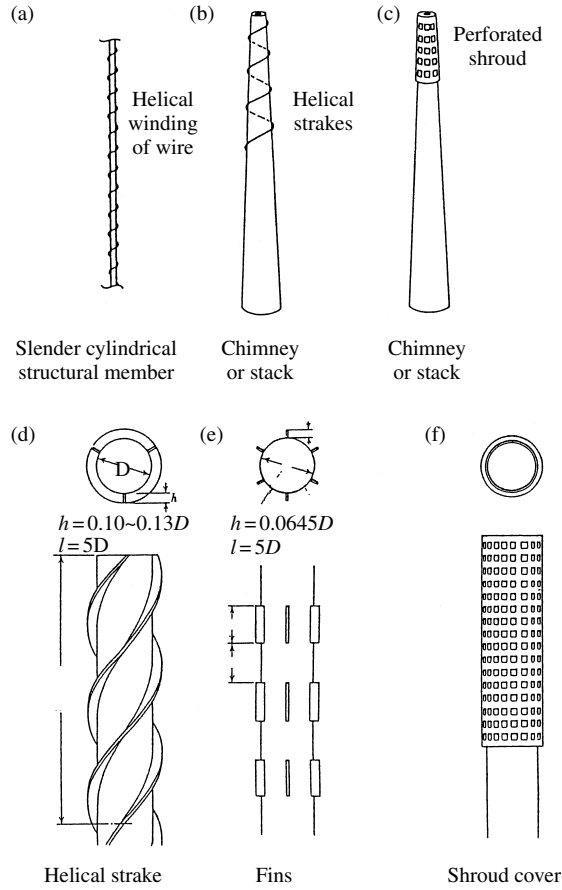 (a)
Helical
winding
of wire
Slender cylindrical
structural member
(b)
Helical
strakes
Chimney
or stack
(c)
Perforated
shroud
Chimney
or stack
(d)
D
h
h = 0.10~0.13D
l = 5D
Helical strake
(e)
h = 0.0645D
l = 5D
Fins
(f)
Shroud cover